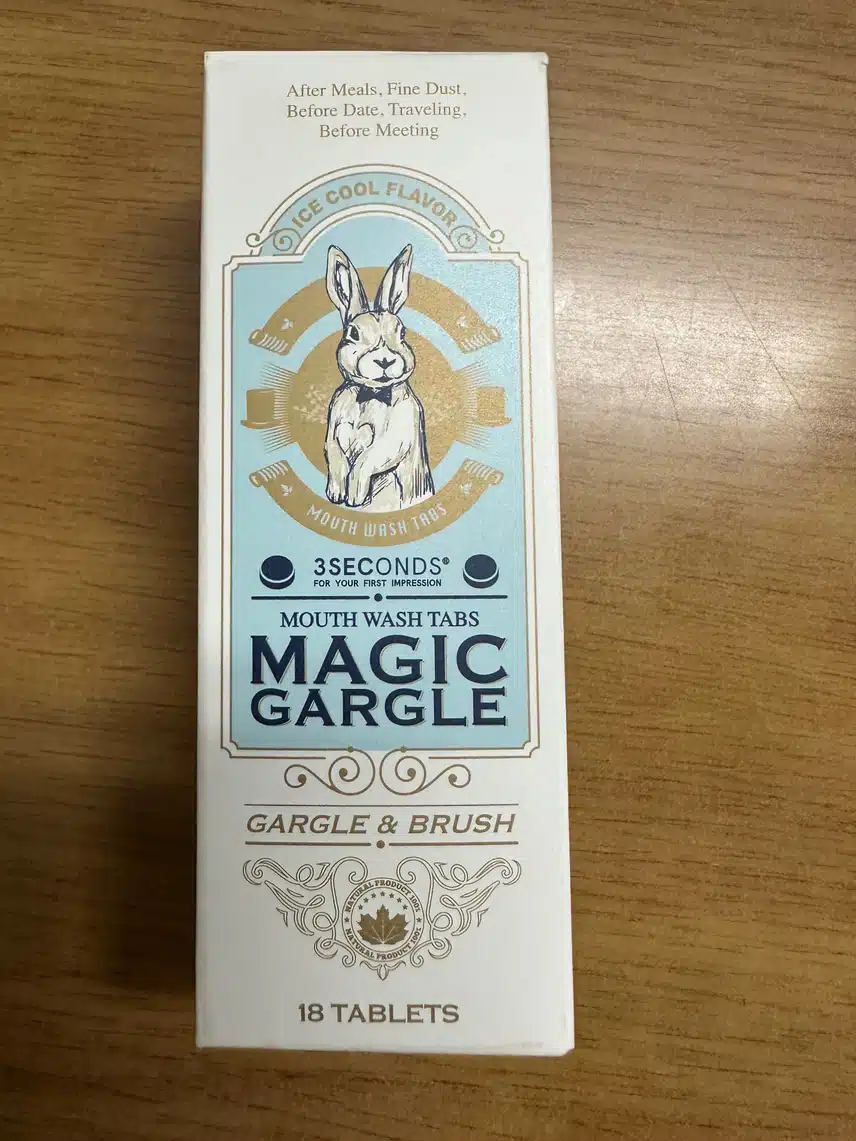 After Meals, Fine Dust,
Before Date, Traveling,
Before Meeting
ICE COOL FLAVOR
MOUTH WASH TABS
3SECONDS®
FOR YOUR FIRST IMPRESSION
MOUTH WASH TABS
MAGIC
GARGLE
GARGLE & BRUSH
NATURAL PRODUCT 100%
NATURAL PRODUCT 100%
18 TABLETS